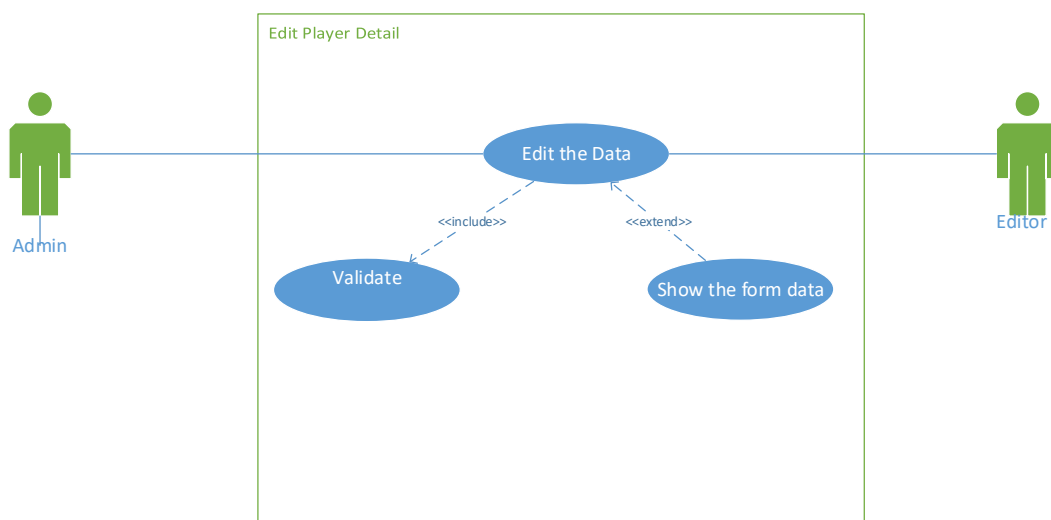 Edit Player Detail
Edit the Data
<<include>>
<<extend>>
Admin
Editor
Validate
Show the form data